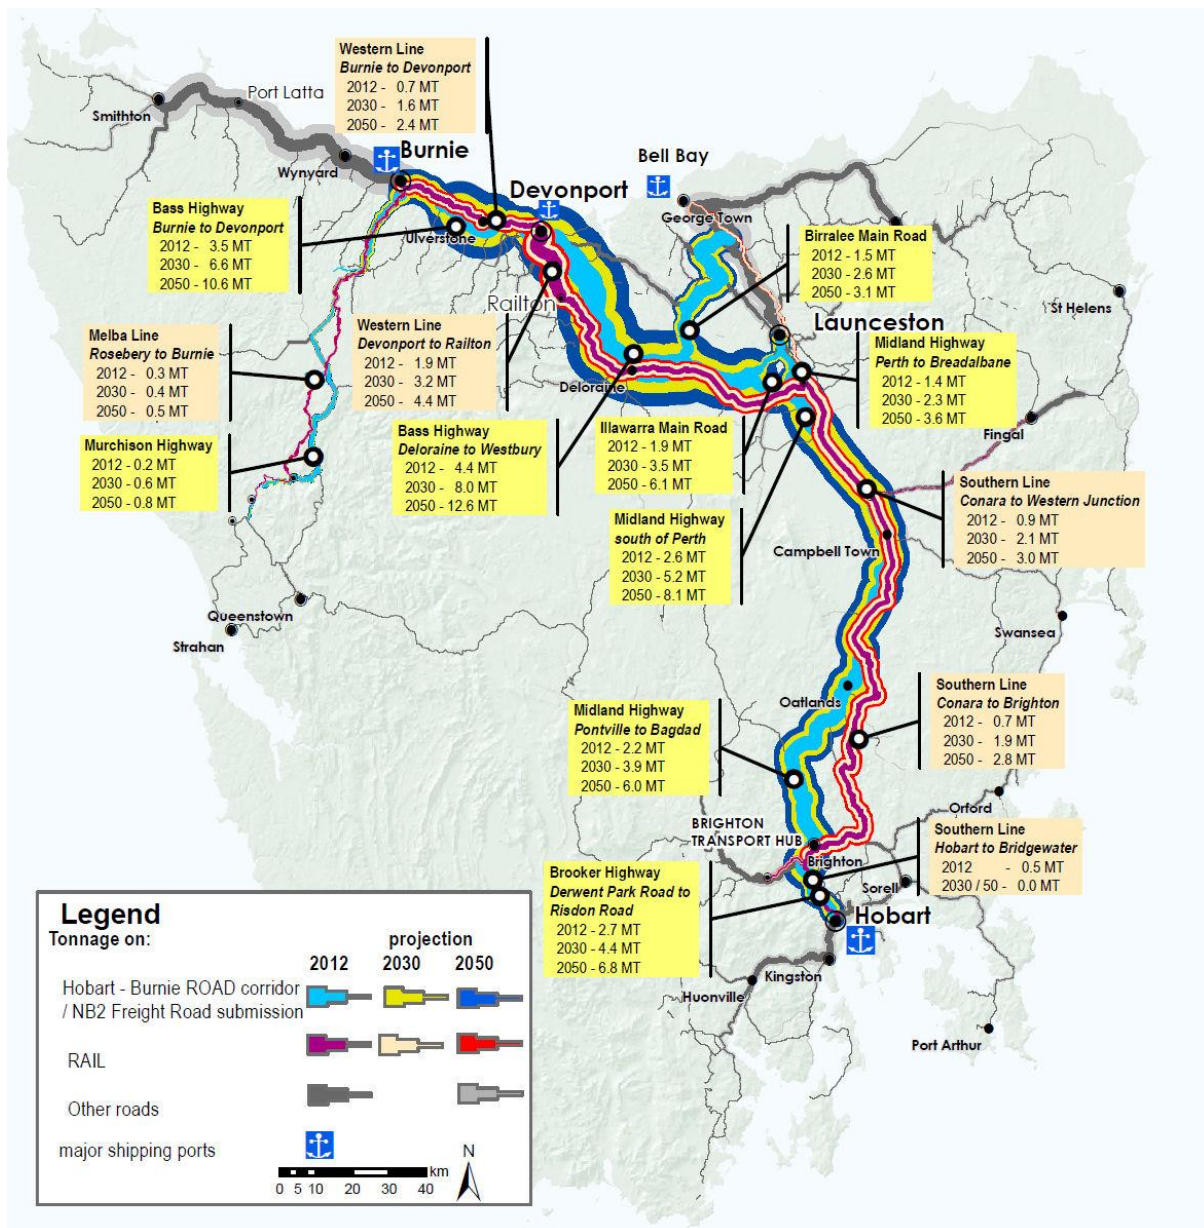 Western Line
Burnie to Devonport
2012 - 0.7 MT
2030 - 1.6 MT
2050 - 2.4 MT
Port Latta
Smithton
Wynyard
Burnie
Bell Bay
Devonport
George Town
Bass Highway
Burnie to Devonport
2012 - 3.5 MT
2030 - 6.6 MT
2050 - 10.6 MT
Ulverstone
Birralee Main Road
2012 - 1.5 MT
2030 - 2.6 MT
2050 - 3.1 MT
Railton
St Helens
Launceston
Melba Line
Rosebery to Burnie
2012 - 0.3 MT
2030 - 0.4 MT
2050 - 0.5 MT
Western Line
Devonport to Railton
2012 - 1.9 MT
2030 - 3.2 MT
2050 - 4.4 MT
Midland Highway
Perth to Breadalbane
2012 - 1.4 MT
2030 - 2.3 MT
2050 - 3.6 MT
Deloraine
Murchison Highway
2012 - 0.2 MT
2030 - 0.6 MT
2050 - 0.8 MT
Bass Highway
Deloraine to Westbury
2012 - 4.4 MT
2030 - 8.0 MT
2050 - 12.6 MT
Illawarra Main Road
2012 - 1.9 MT
2030 - 3.5 MT
2050 - 6.1 MT
Fingal
Midland Highway
south of Perth
2012 - 2.6 MT
2030 - 5.2 MT
2050 - 8.1 MT
Southern Line
Conara to Western Junction
2012 - 0.9 MT
2030 - 2.1 MT
2050 - 3.0 MT
Campbell Town
Queenstown
Strahan
Swansea
Oatlands
Midland Highway
Pontville to Bagdad
2012 - 2.2 MT
2030 - 3.9 MT
2050 - 6.0 MT
Southern Line
Conara to Brighton
2012 - 0.7 MT
2030 - 1.9 MT
2050 - 2.8 MT
Orford
BRIGHTON
TRANSPORT HUB
Brighton
Southern Line
Hobart to Bridgewater
2012 - 0.5 MT
2030 / 50 - 0.0 MT
Sorell
Brooker Highway
Derwent Park Road to
Risdon Road
2012 - 2.7 MT
2030 - 4.4 MT
2050 - 6.8 MT
Hobart
Kingston
Huonville
Port Arthur
Legend
Tonnage on:
projection
2012 2030 2050
Hobart - Burnie ROAD corridor
/ NB2 Freight Road submission
RAIL
Other roads
major shipping ports
N
km
0 5 10 20 30 40